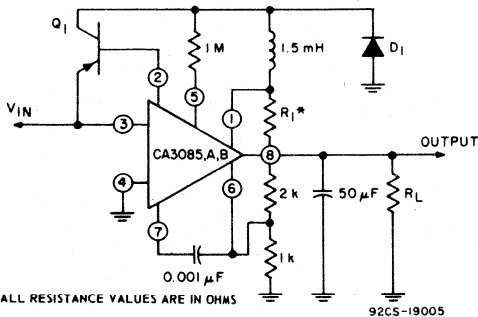 Q1
1 M
1.5 mH
D1
2
5
1
R1*
VIN
3
CA3085,A,B
8
OUTPUT
4
6
2 k
50 μF
RL
7
0.001 μF
1 k
ALL RESISTANCE VALUES ARE IN OHMS
92CS-19005